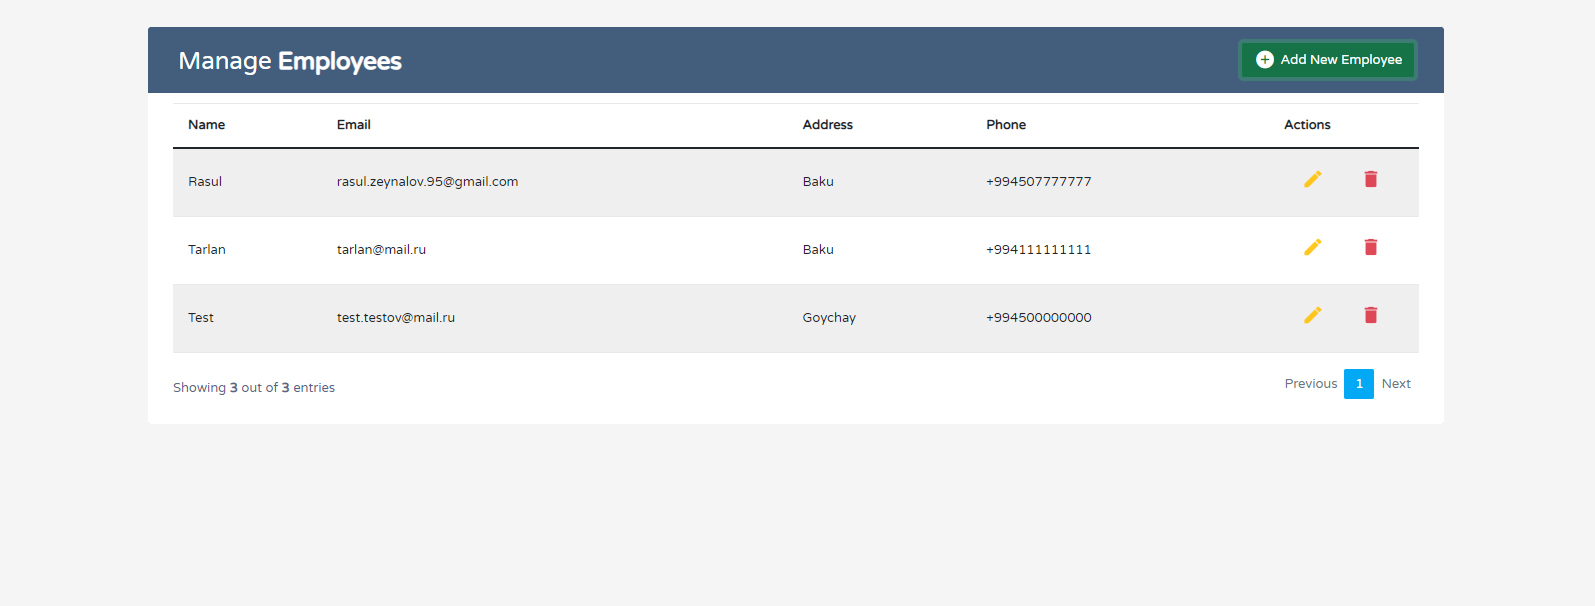 Manage Employees
Add New Employee
Name Email Address Phone Actions
Rasul rasul.zeynalov.95@gmail.com Baku +994507777777
Tarlan tarlan@mail.ru Baku +994111111111
Test test.testov@mail.ru Goychay +994500000000
Showing 3 out of 3 entries
Previous 1 Next